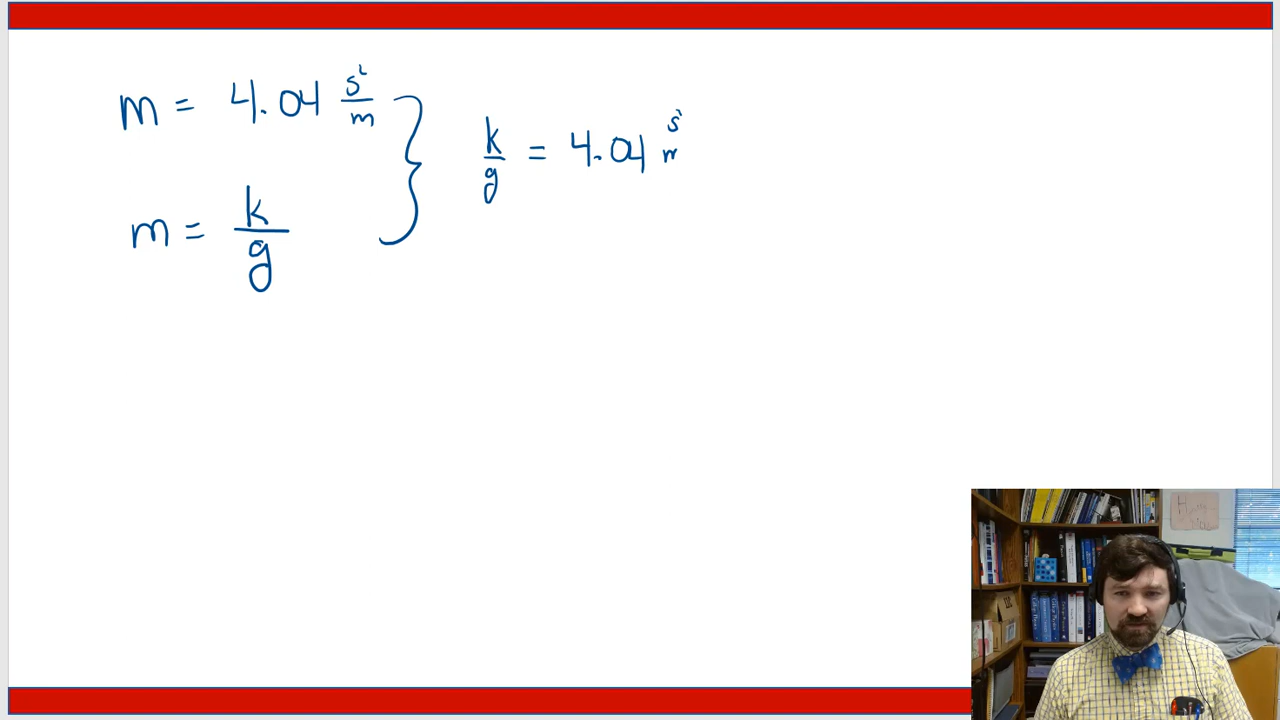 m = 4.04 s²/m
k/g = 4.04 s²/m
m = k/g